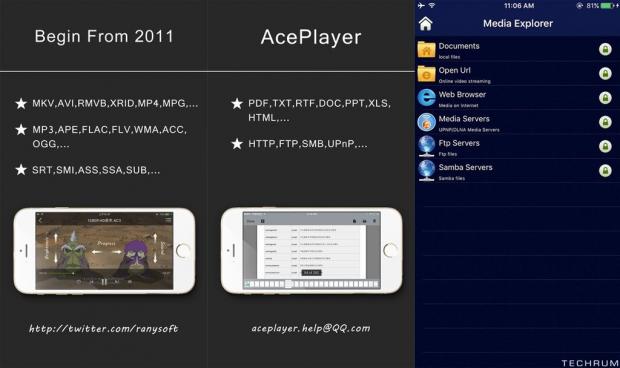 Begin From 2011
MKV,AVI,RMVB,XRID,MP4,MPG,...
MP3,APE,FLAC,FLV,WMA,ACC,
OGG,...
SRT,SMI,ASS,SSA,SUB,...
Progress
http://twitter.com/ranysoft
AcePlayer
PDF,TXT,RTF,DOC,PPT,XLS,
HTML,...
HTTP,FTP,SMB,UPnP,...
aceplayer.help@QQ.com
11:06 AM
81%
Media Explorer
Documents
local files
Open Url
Online video streaming
Web Browser
Media on Internet
Media Servers
UPNP/DLNA Media Servers
Ftp Servers
Ftp files
Samba Servers
Samba files
TECHRUM